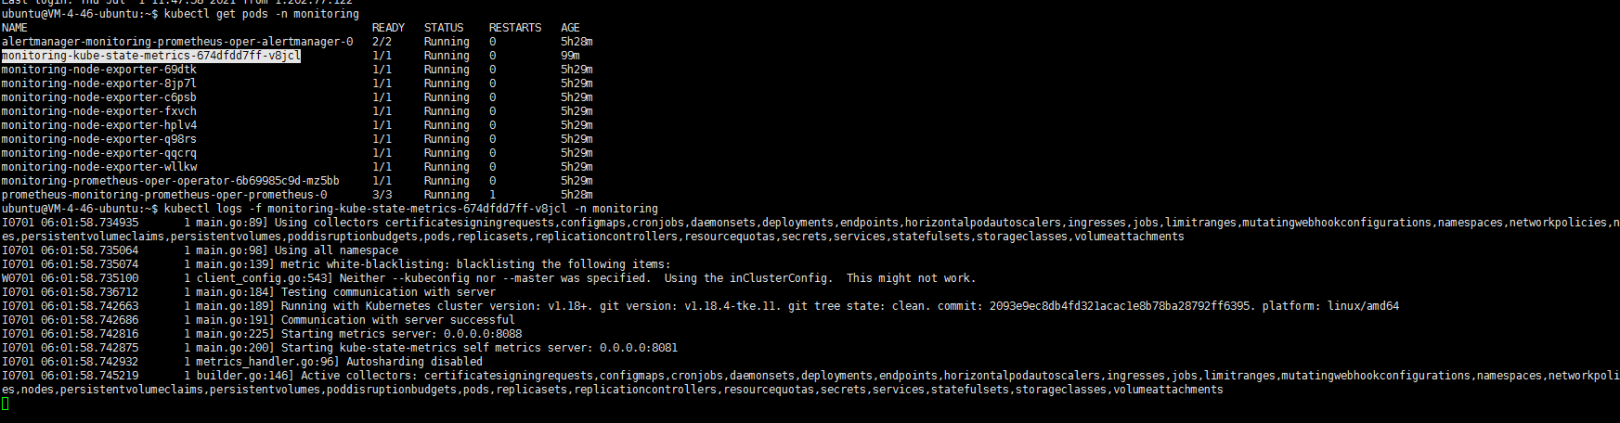 Last login: Thu Jul  1 11:47:38 2021 from 1.202.77.122
ubuntu@VM-4-46-ubuntu:~$ kubectl get pods -n monitoring
NAME                                                     READY   STATUS    RESTARTS   AGE
alertmanager-monitoring-prometheus-oper-alertmanager-0   2/2     Running   0          5h28m
monitoring-kube-state-metrics-674dfdd7ff-v8jcl           1/1     Running   0          99m
monitoring-node-exporter-69dtk                           1/1     Running   0          5h29m
monitoring-node-exporter-8jp7l                           1/1     Running   0          5h29m
monitoring-node-exporter-c6psb                           1/1     Running   0          5h29m
monitoring-node-exporter-fxvch                           1/1     Running   0          5h29m
monitoring-node-exporter-hplv4                           1/1     Running   0          5h29m
monitoring-node-exporter-q98rs                           1/1     Running   0          5h29m
monitoring-node-exporter-qqcrq                           1/1     Running   0          5h29m
monitoring-node-exporter-wllkw                           1/1     Running   0          5h29m
monitoring-prometheus-oper-operator-6b69985c9d-mz5bb     1/1     Running   0          5h29m
prometheus-monitoring-prometheus-oper-prometheus-0       3/3     Running   1          5h28m
ubuntu@VM-4-46-ubuntu:~$ kubectl logs -f monitoring-kube-state-metrics-674dfdd7ff-v8jcl -n monitoring
I0701 06:01:58.734935       1 main.go:89] Using collectors certificatesigningrequests,configmaps,cronjobs,daemonsets,deployments,endpoints,horizontalpodautoscalers,ingresses,jobs,limitranges,mutatingwebhookconfigurations,namespaces,networkpolicies,n
es,persistentvolumeclaims,persistentvolumes,poddisruptionbudgets,pods,replicasets,replicationcontrollers,resourcequotas,secrets,services,statefulsets,storageclasses,volumeattachments
I0701 06:01:58.735064       1 main.go:98] Using all namespace
I0701 06:01:58.735074       1 main.go:139] metric white-blacklisting: blacklisting the following items:
W0701 06:01:58.735100       1 client_config.go:543] Neither --kubeconfig nor --master was specified.  Using the inClusterConfig.  This might not work.
I0701 06:01:58.736712       1 main.go:184] Testing communication with server
I0701 06:01:58.742663       1 main.go:189] Running with Kubernetes cluster version: v1.18+. git version: v1.18.4-tke.11. git tree state: clean. commit: 2093e9ec8db4fd321acac1e8b78ba28792ff6395. platform: linux/amd64
I0701 06:01:58.742686       1 main.go:191] Communication with server successful
I0701 06:01:58.742816       1 main.go:225] Starting metrics server: 0.0.0.0:8088
I0701 06:01:58.742875       1 main.go:200] Starting kube-state-metrics self metrics server: 0.0.0.0:8081
I0701 06:01:58.742932       1 metrics_handler.go:96] Autosharding disabled
I0701 06:01:58.745219       1 builder.go:146] Active collectors: certificatesigningrequests,configmaps,cronjobs,daemonsets,deployments,endpoints,horizontalpodautoscalers,ingresses,jobs,limitranges,mutatingwebhookconfigurations,namespaces,networkpoli
es,nodes,persistentvolumeclaims,persistentvolumes,poddisruptionbudgets,pods,replicasets,replicationcontrollers,resourcequotas,secrets,services,statefulsets,storageclasses,volumeattachments